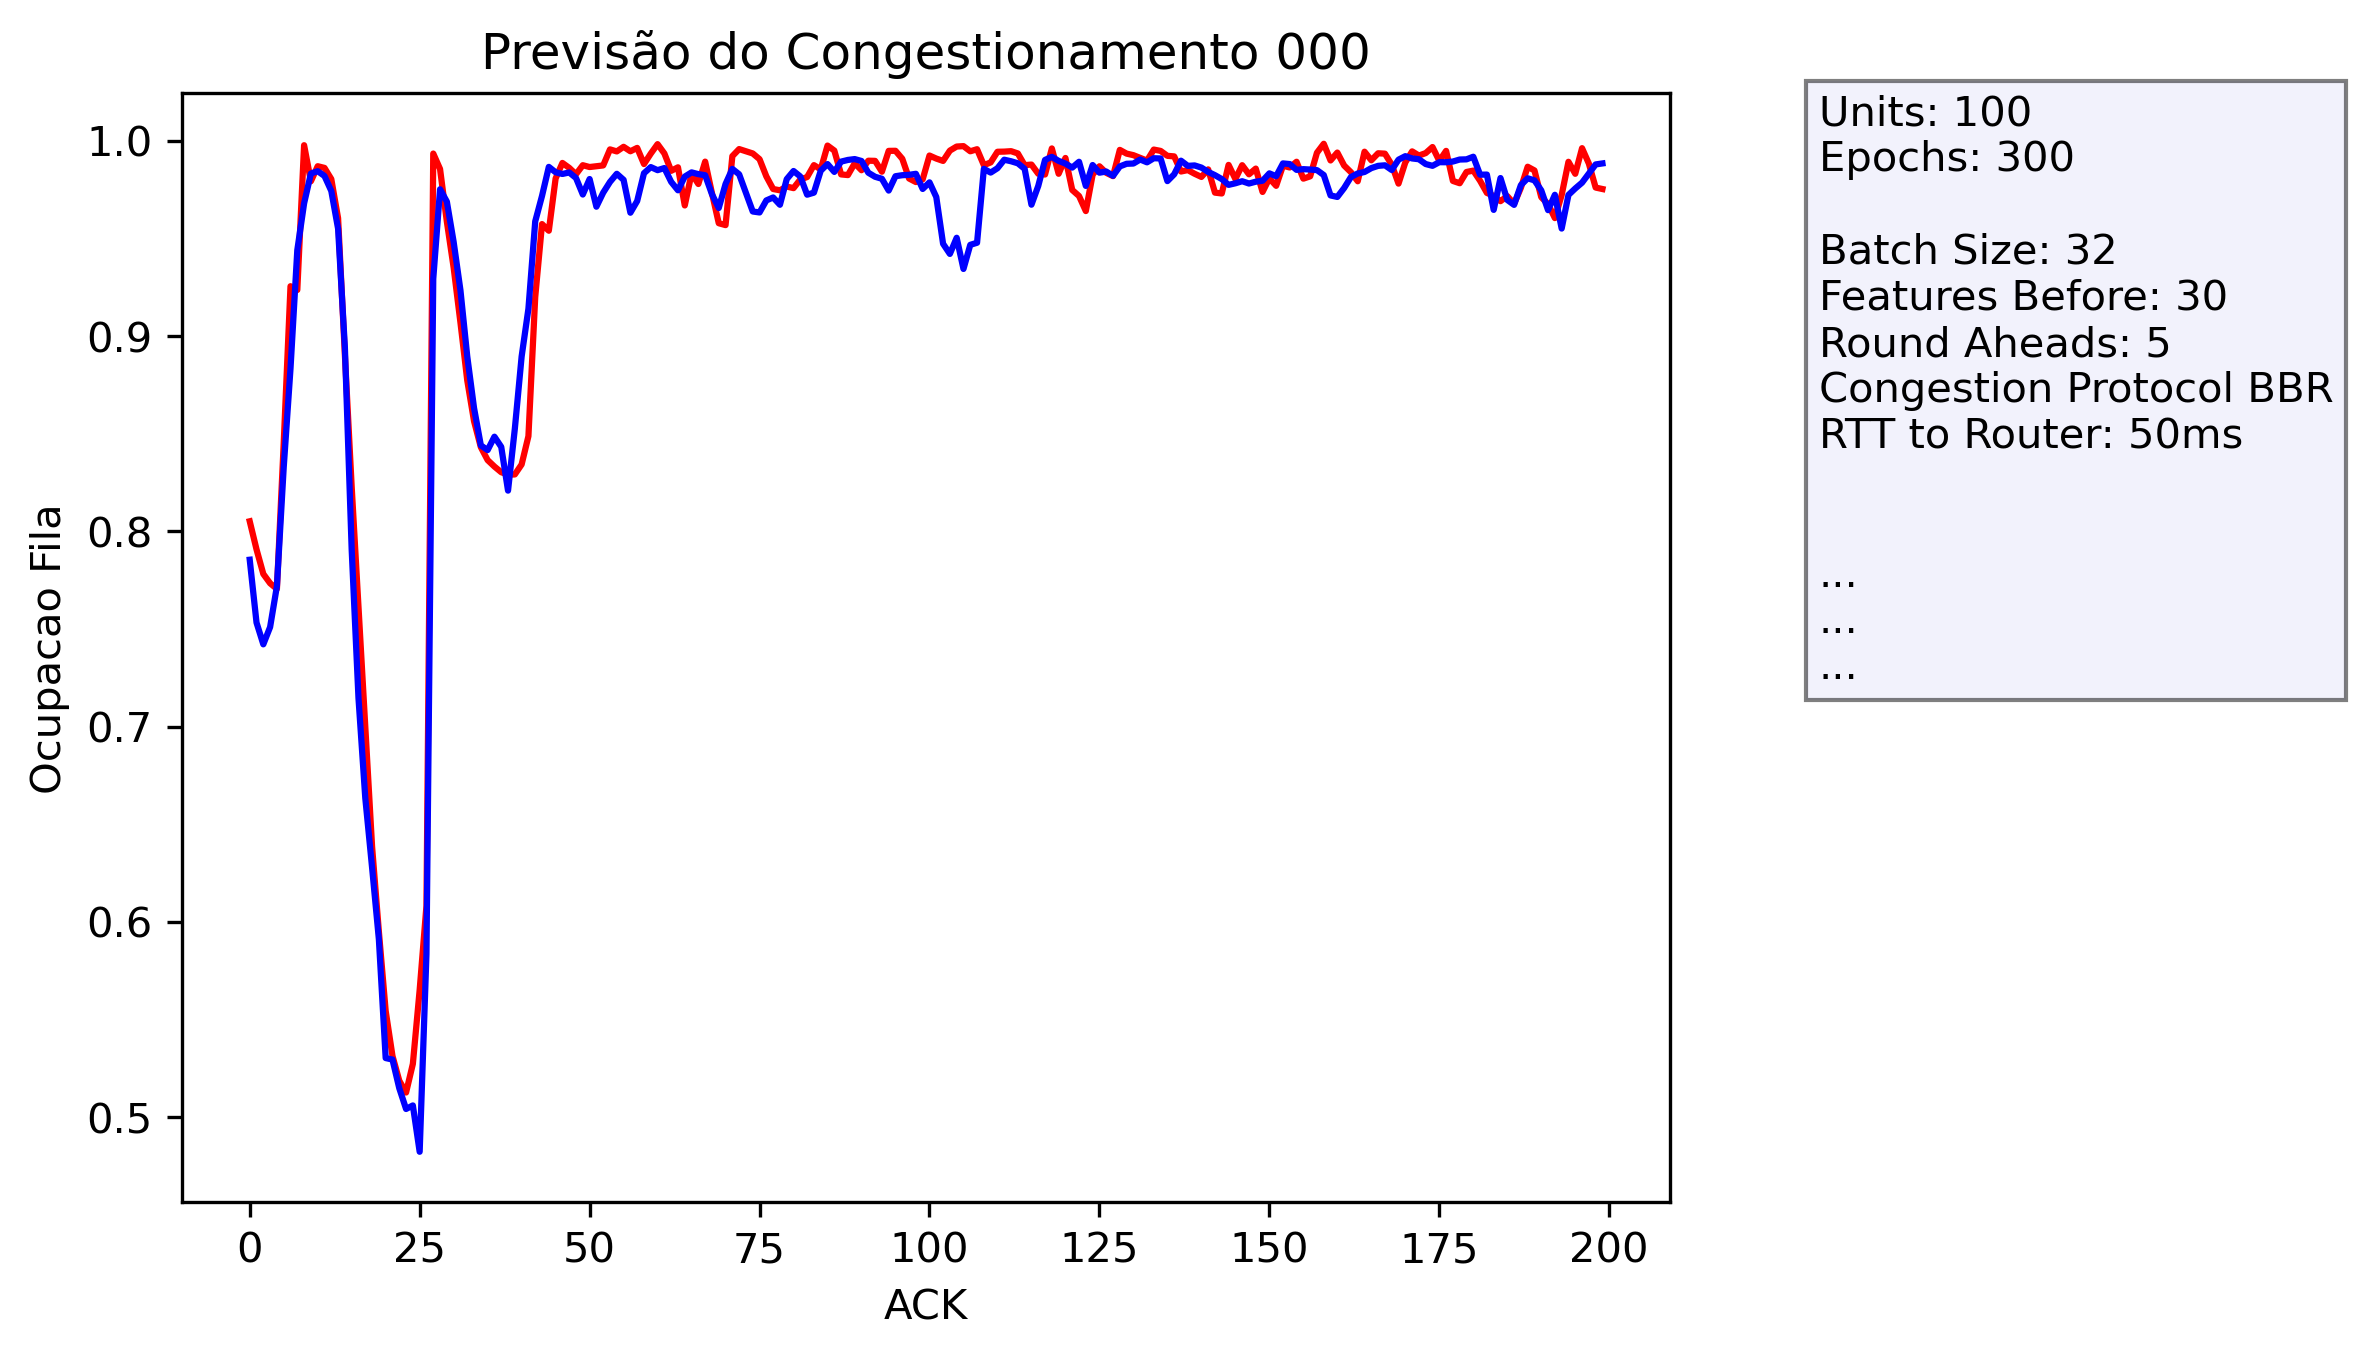 Previsão do Congestionamento 000
Ocupacao Fila
1.0
0.9
0.8
0.7
0.6
0.5
0 25 50 75 100 125 150 175 200
ACK
Units: 100
Epochs: 300
Batch Size: 32
Features Before: 30
Round Aheads: 5
Congestion Protocol BBR
RTT to Router: 50ms
...
...
...